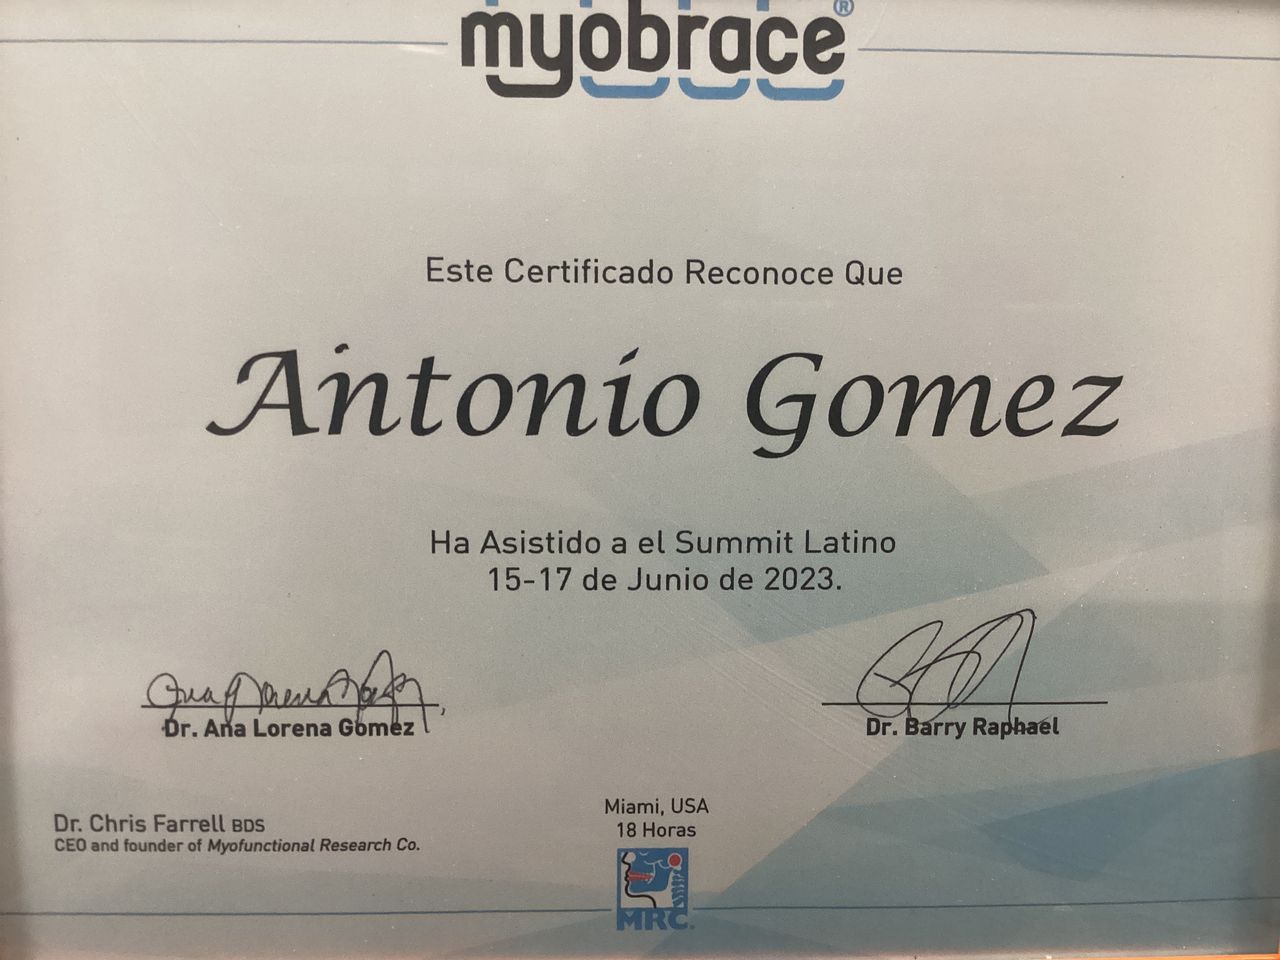 myobrace®
Este Certificado Reconoce Que
Antonio Gomez
Ha Asistido a el Summit Latino
15-17 de Junio de 2023.
Dr. Ana Lorena Gómez
Dr. Barry Raphael
Dr. Chris Farrell BDS
CEO and founder of Myofunctional Research Co.
Miami, USA
18 Horas
MRC